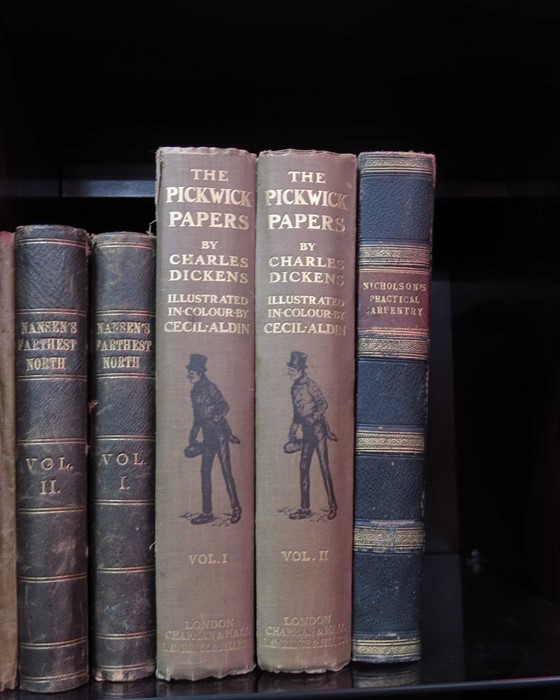 NANSEN'S
FARTHEST
NORTH
VOL.
II.
NANSEN'S
FARTHEST
NORTH
VOL.
I.
THE
PICKWICK
PAPERS
BY
CHARLES
DICKENS
ILLUSTRATED
IN·COLOUR·BY
CECIL·ALDIN
VOL. I
LONDON
CHAPMAN & HALL
THE
PICKWICK
PAPERS
BY
CHARLES
DICKENS
ILLUSTRATED
IN·COLOUR·BY
CECIL·ALDIN
VOL. II
LONDON
CHAPMAN & HALL
NICHOLSON'S
PRACTICAL
CARPENTRY